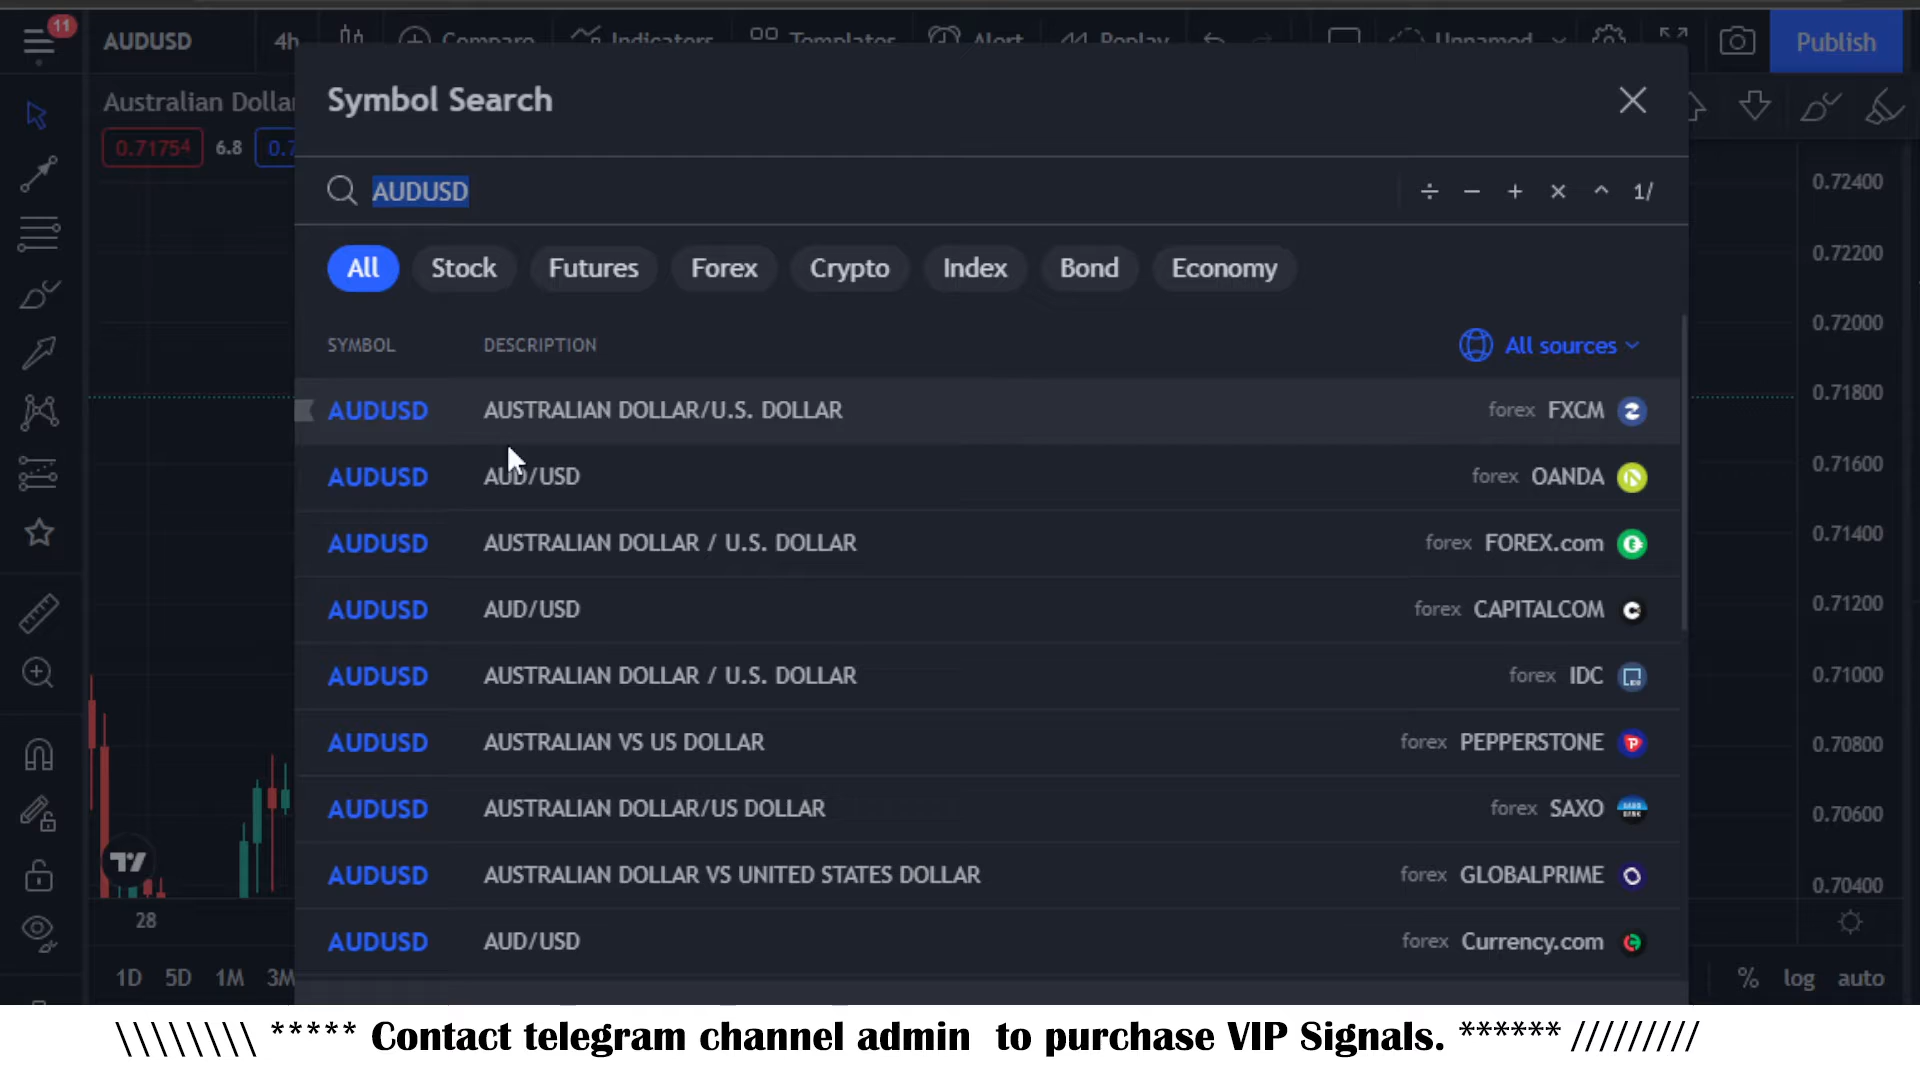 11
AUDUSD 4h Compare Indicators Templates Alert Replay Unnamed Publish
Australian Dollar
0.71754 6.8 0.7
Symbol Search
AUDUSD
÷ − + × ^ 1/
All Stock Futures Forex Crypto Index Bond Economy
SYMBOL DESCRIPTION All sources
AUDUSD AUSTRALIAN DOLLAR/U.S. DOLLAR forex FXCM
AUDUSD AUD/USD forex OANDA
AUDUSD AUSTRALIAN DOLLAR / U.S. DOLLAR forex FOREX.com
AUDUSD AUD/USD forex CAPITALCOM
AUDUSD AUSTRALIAN DOLLAR / U.S. DOLLAR forex IDC
AUDUSD AUSTRALIAN VS US DOLLAR forex PEPPERSTONE
AUDUSD AUSTRALIAN DOLLAR/US DOLLAR forex SAXO
AUDUSD AUSTRALIAN DOLLAR VS UNITED STATES DOLLAR forex GLOBALPRIME
AUDUSD AUD/USD forex Currency.com
0.72400
0.72200
0.72000
0.71800
0.71600
0.71400
0.71200
0.71000
0.70800
0.70600
0.70400
28
1D 5D 1M 3M % log auto
\\\\\\\\ ***** Contact telegram channel admin to purchase VIP Signals. ****** /////////